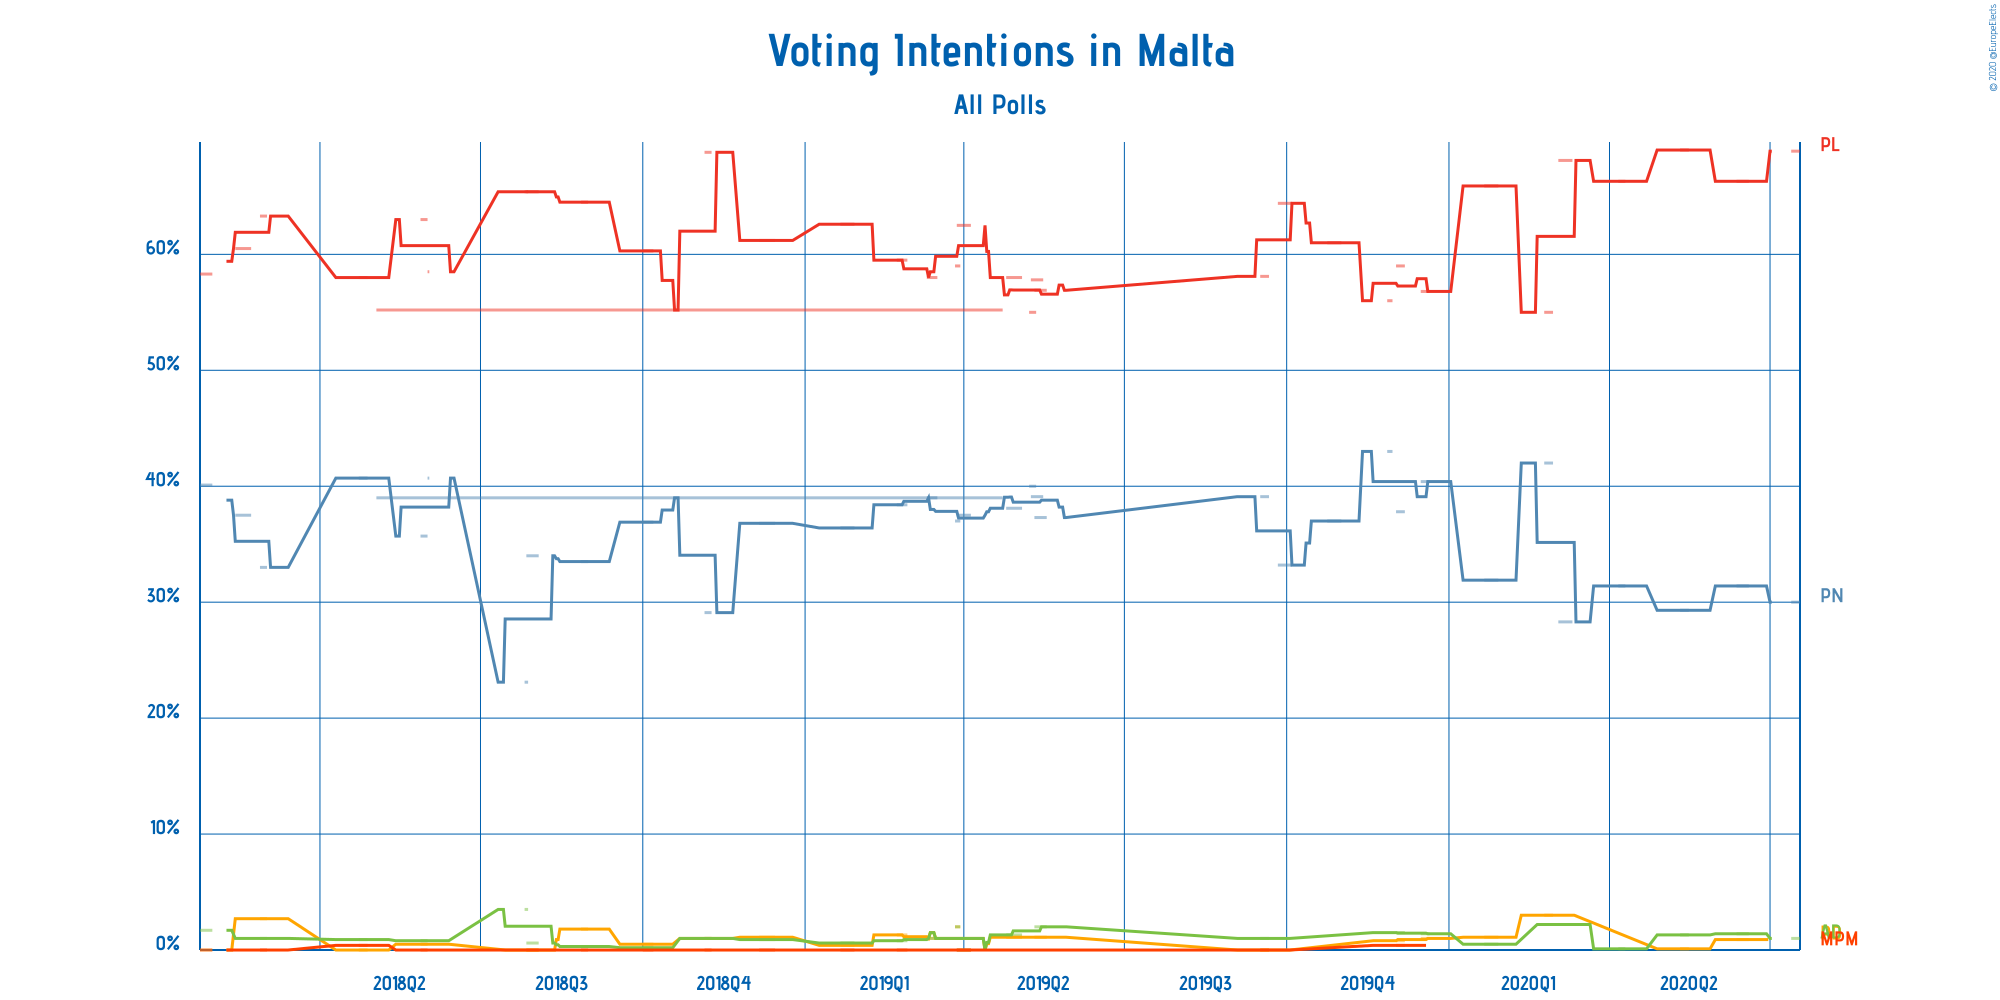 Voting Intentions in Malta
All Polls
© 2020 @EuropeElects
PL
60%
50%
40%
30%
PN
20%
10%
0%
MPM
2018Q2 2018Q3 2018Q4 2019Q1 2019Q2 2019Q3 2019Q4 2020Q1 2020Q2